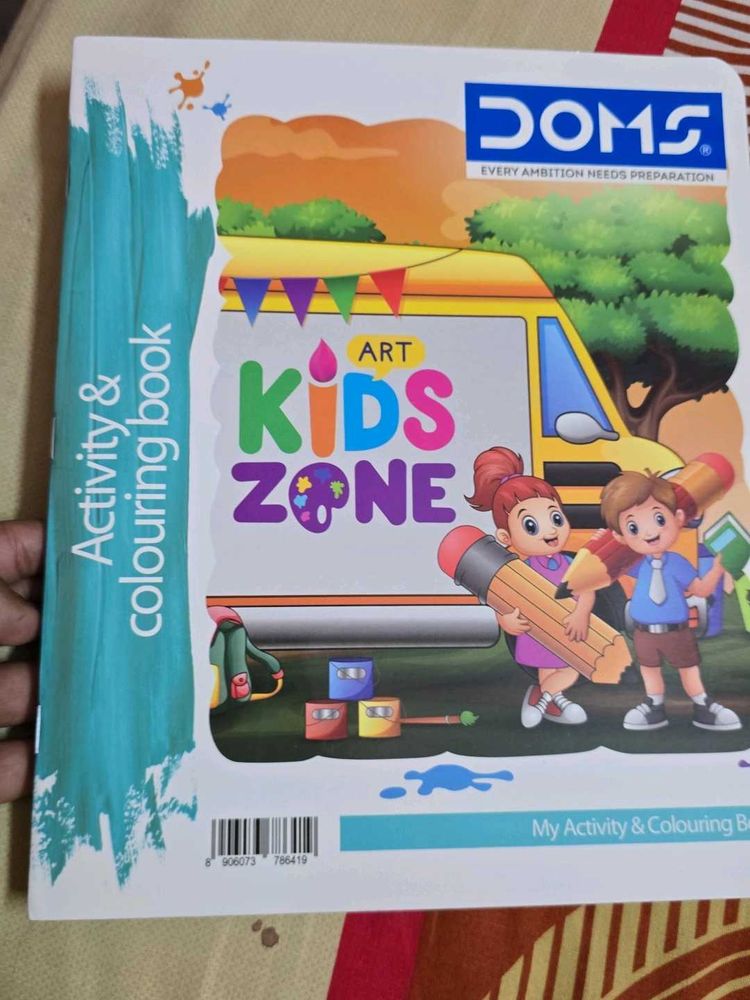 DOMS®
EVERY AMBITION NEEDS PREPARATION
ART
KiDS
ZONE
Activity &
colouring book
My Activity & Colouring
8 906073 786419